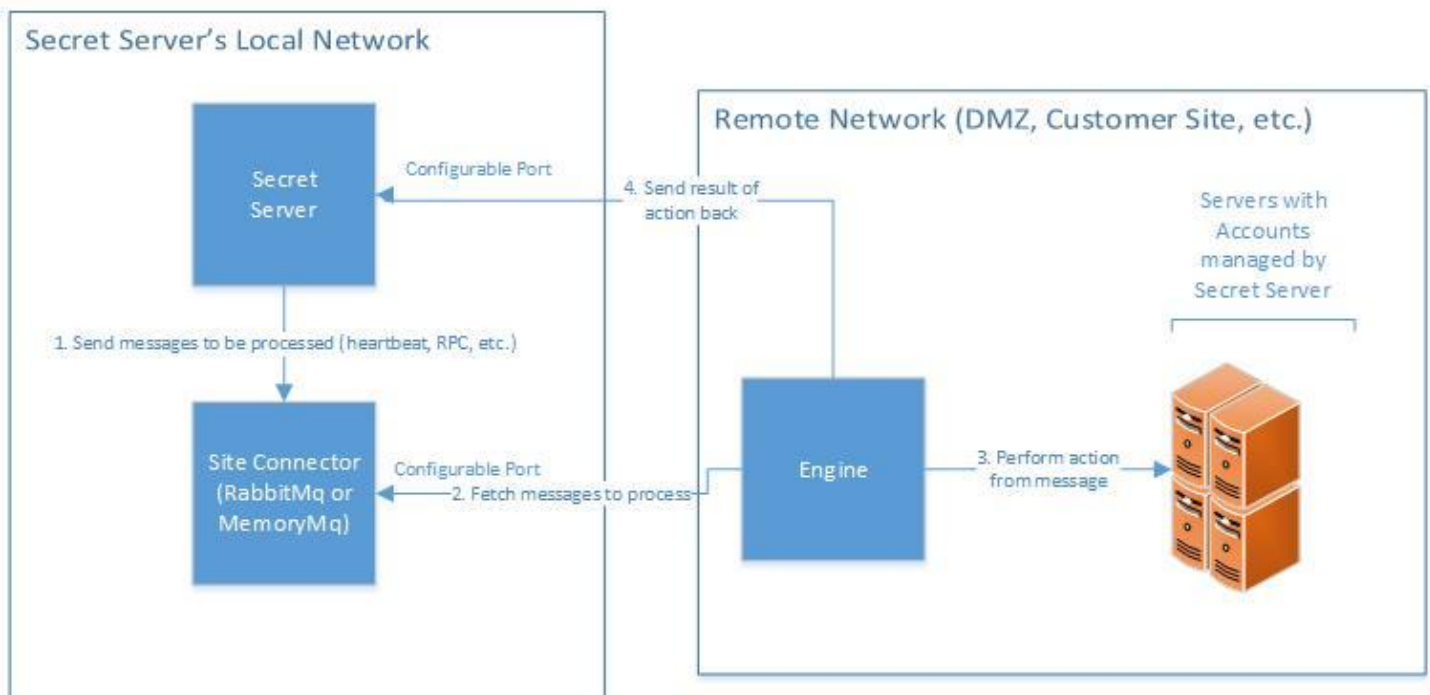 Secret Server's Local Network
Secret
Server
Configurable Port
1. Send messages to be processed (heartbeat, RPC, etc.)
Site Connector
(RabbitMq or
MemoryMq)
Configurable Port
2. Fetch messages to process
4. Send result of
action back
Remote Network (DMZ, Customer Site, etc.)
Engine
3. Perform action
from message
Servers with
Accounts
managed by
Secret Server